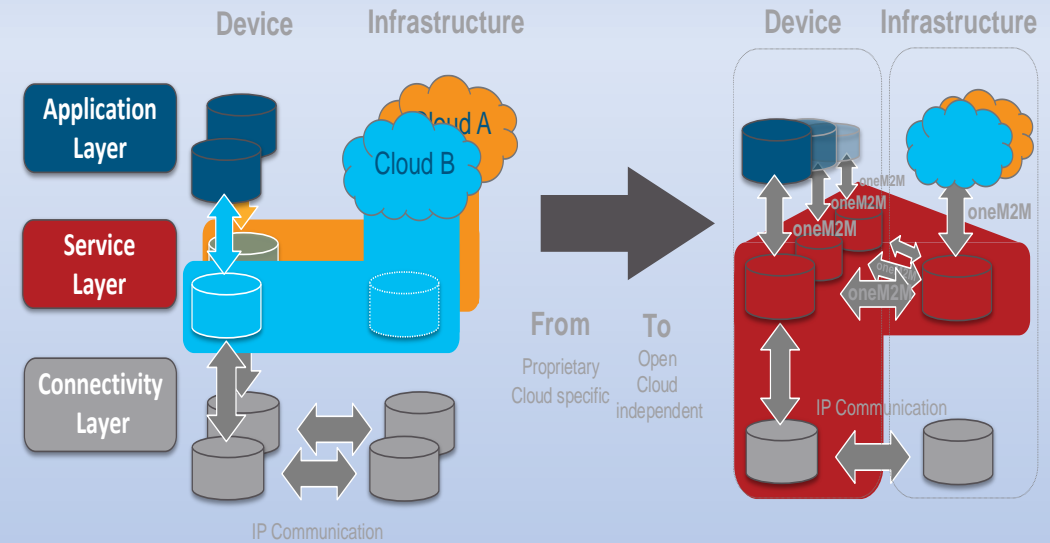 Device
Infrastructure
Device
Infrastructure
Application
Layer
Cloud A
Cloud B
oneM2M
oneM2M
oneM2M
oneM2M
Service
Layer
oneM2M
oneM2M
From
To
Proprietary
Cloud specific
Open
Cloud
independent
Connectivity
Layer
IP Communication
IP Communication